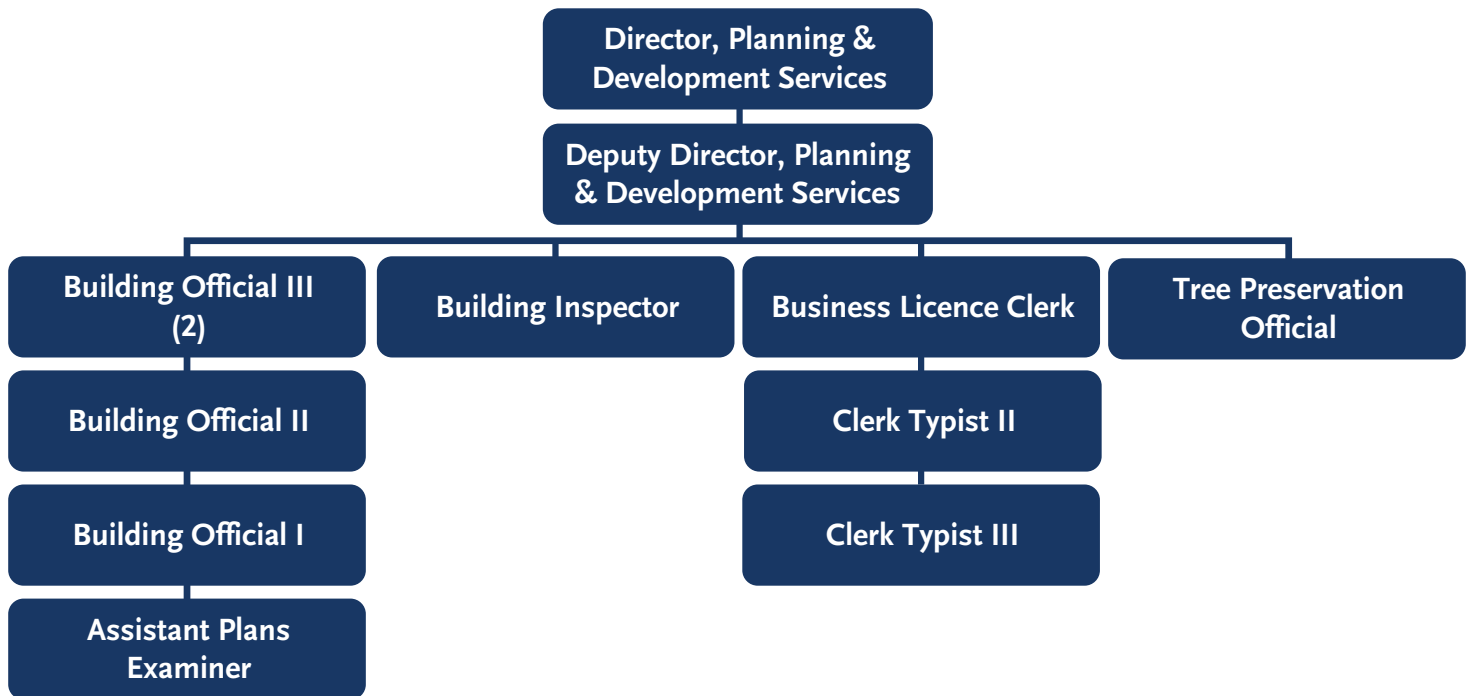 Director, Planning &
Development Services
Deputy Director, Planning
& Development Services
Building Official III
(2)
Building Inspector
Business Licence Clerk
Tree Preservation
Official
Building Official II
Clerk Typist II
Building Official I
Clerk Typist III
Assistant Plans
Examiner